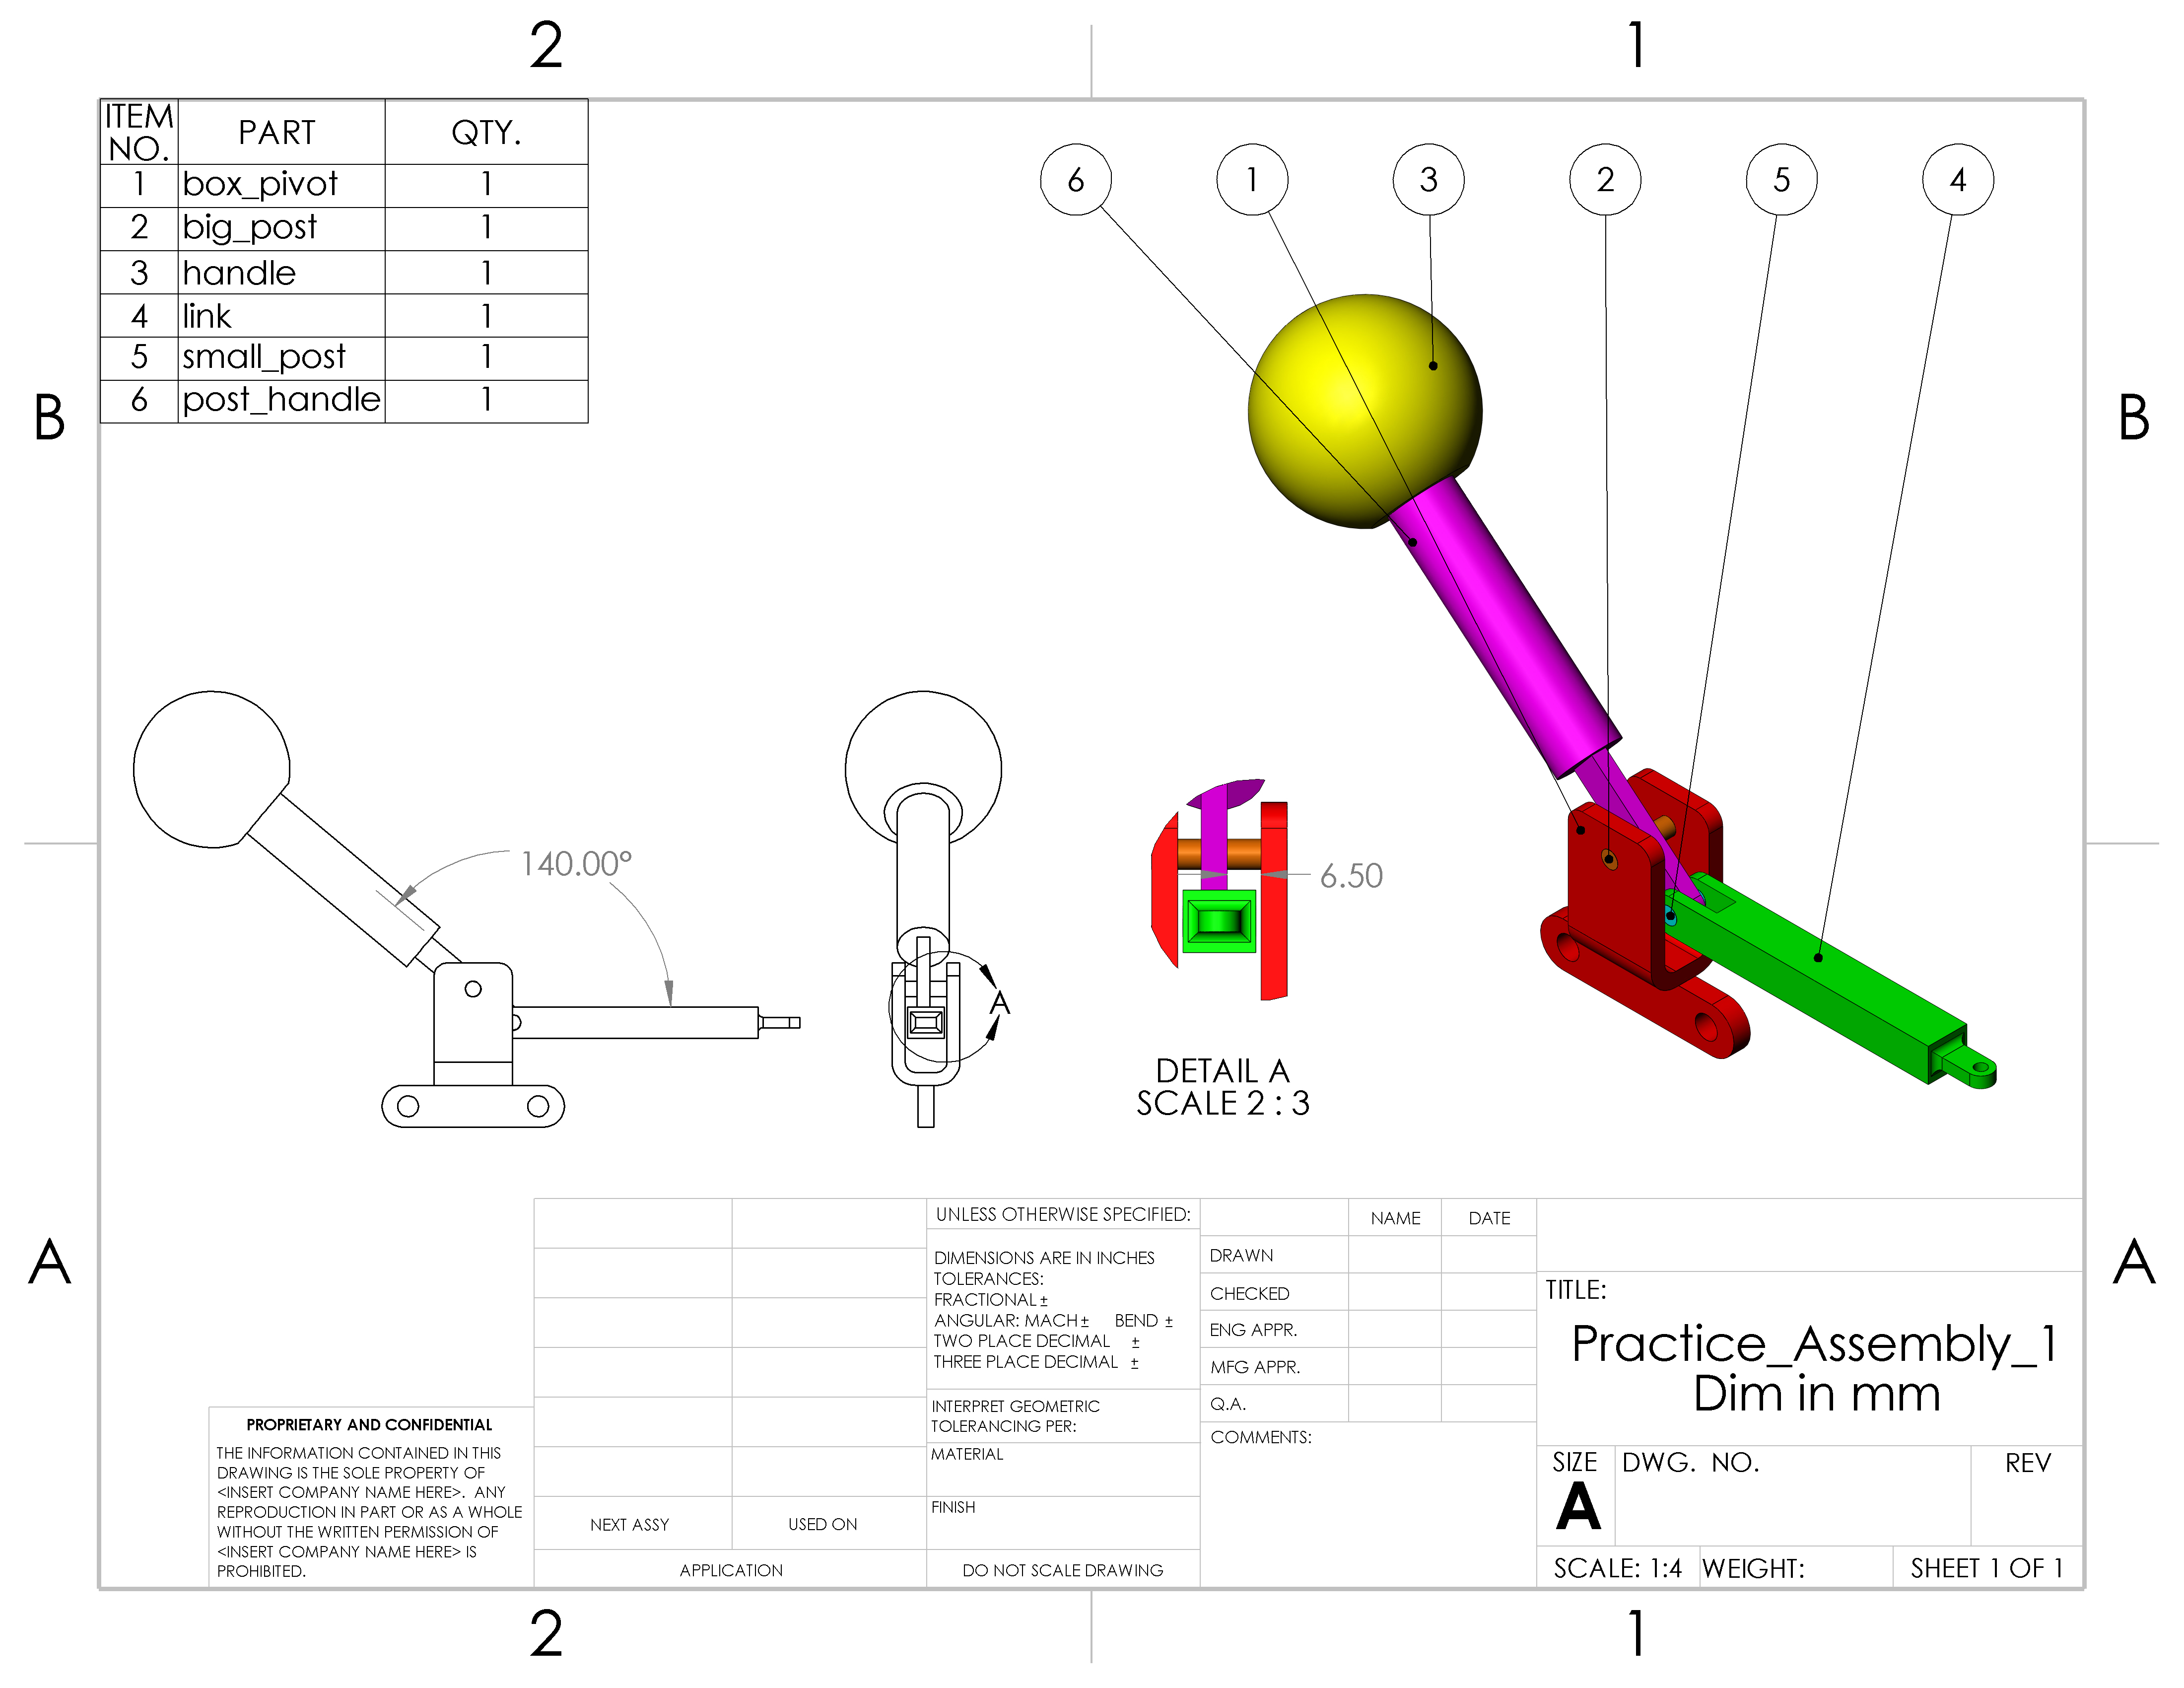 2 1
ITEM NO. PART QTY.
1 box_pivot 1
2 big_post 1
3 handle 1
4 link 1
5 small_post 1
6 post_handle 1
6 1 3 2 5 4
B B
140.00°
A
6.50
DETAIL A
SCALE 2 : 3
A A
UNLESS OTHERWISE SPECIFIED:
DIMENSIONS ARE IN INCHES
TOLERANCES:
FRACTIONAL ±
ANGULAR: MACH ± BEND ±
TWO PLACE DECIMAL ±
THREE PLACE DECIMAL ±
INTERPRET GEOMETRIC
TOLERANCING PER:
MATERIAL
FINISH
DO NOT SCALE DRAWING
NAME DATE
DRAWN
CHECKED
ENG APPR.
MFG APPR.
Q.A.
COMMENTS:
TITLE:
Practice_Assembly_1
Dim in mm
SIZE DWG. NO. REV
A
SCALE: 1:4 WEIGHT: SHEET 1 OF 1
PROPRIETARY AND CONFIDENTIAL
THE INFORMATION CONTAINED IN THIS
DRAWING IS THE SOLE PROPERTY OF
<INSERT COMPANY NAME HERE>. ANY
REPRODUCTION IN PART OR AS A WHOLE
WITHOUT THE WRITTEN PERMISSION OF
<INSERT COMPANY NAME HERE> IS
PROHIBITED.
NEXT ASSY USED ON
APPLICATION
2 1